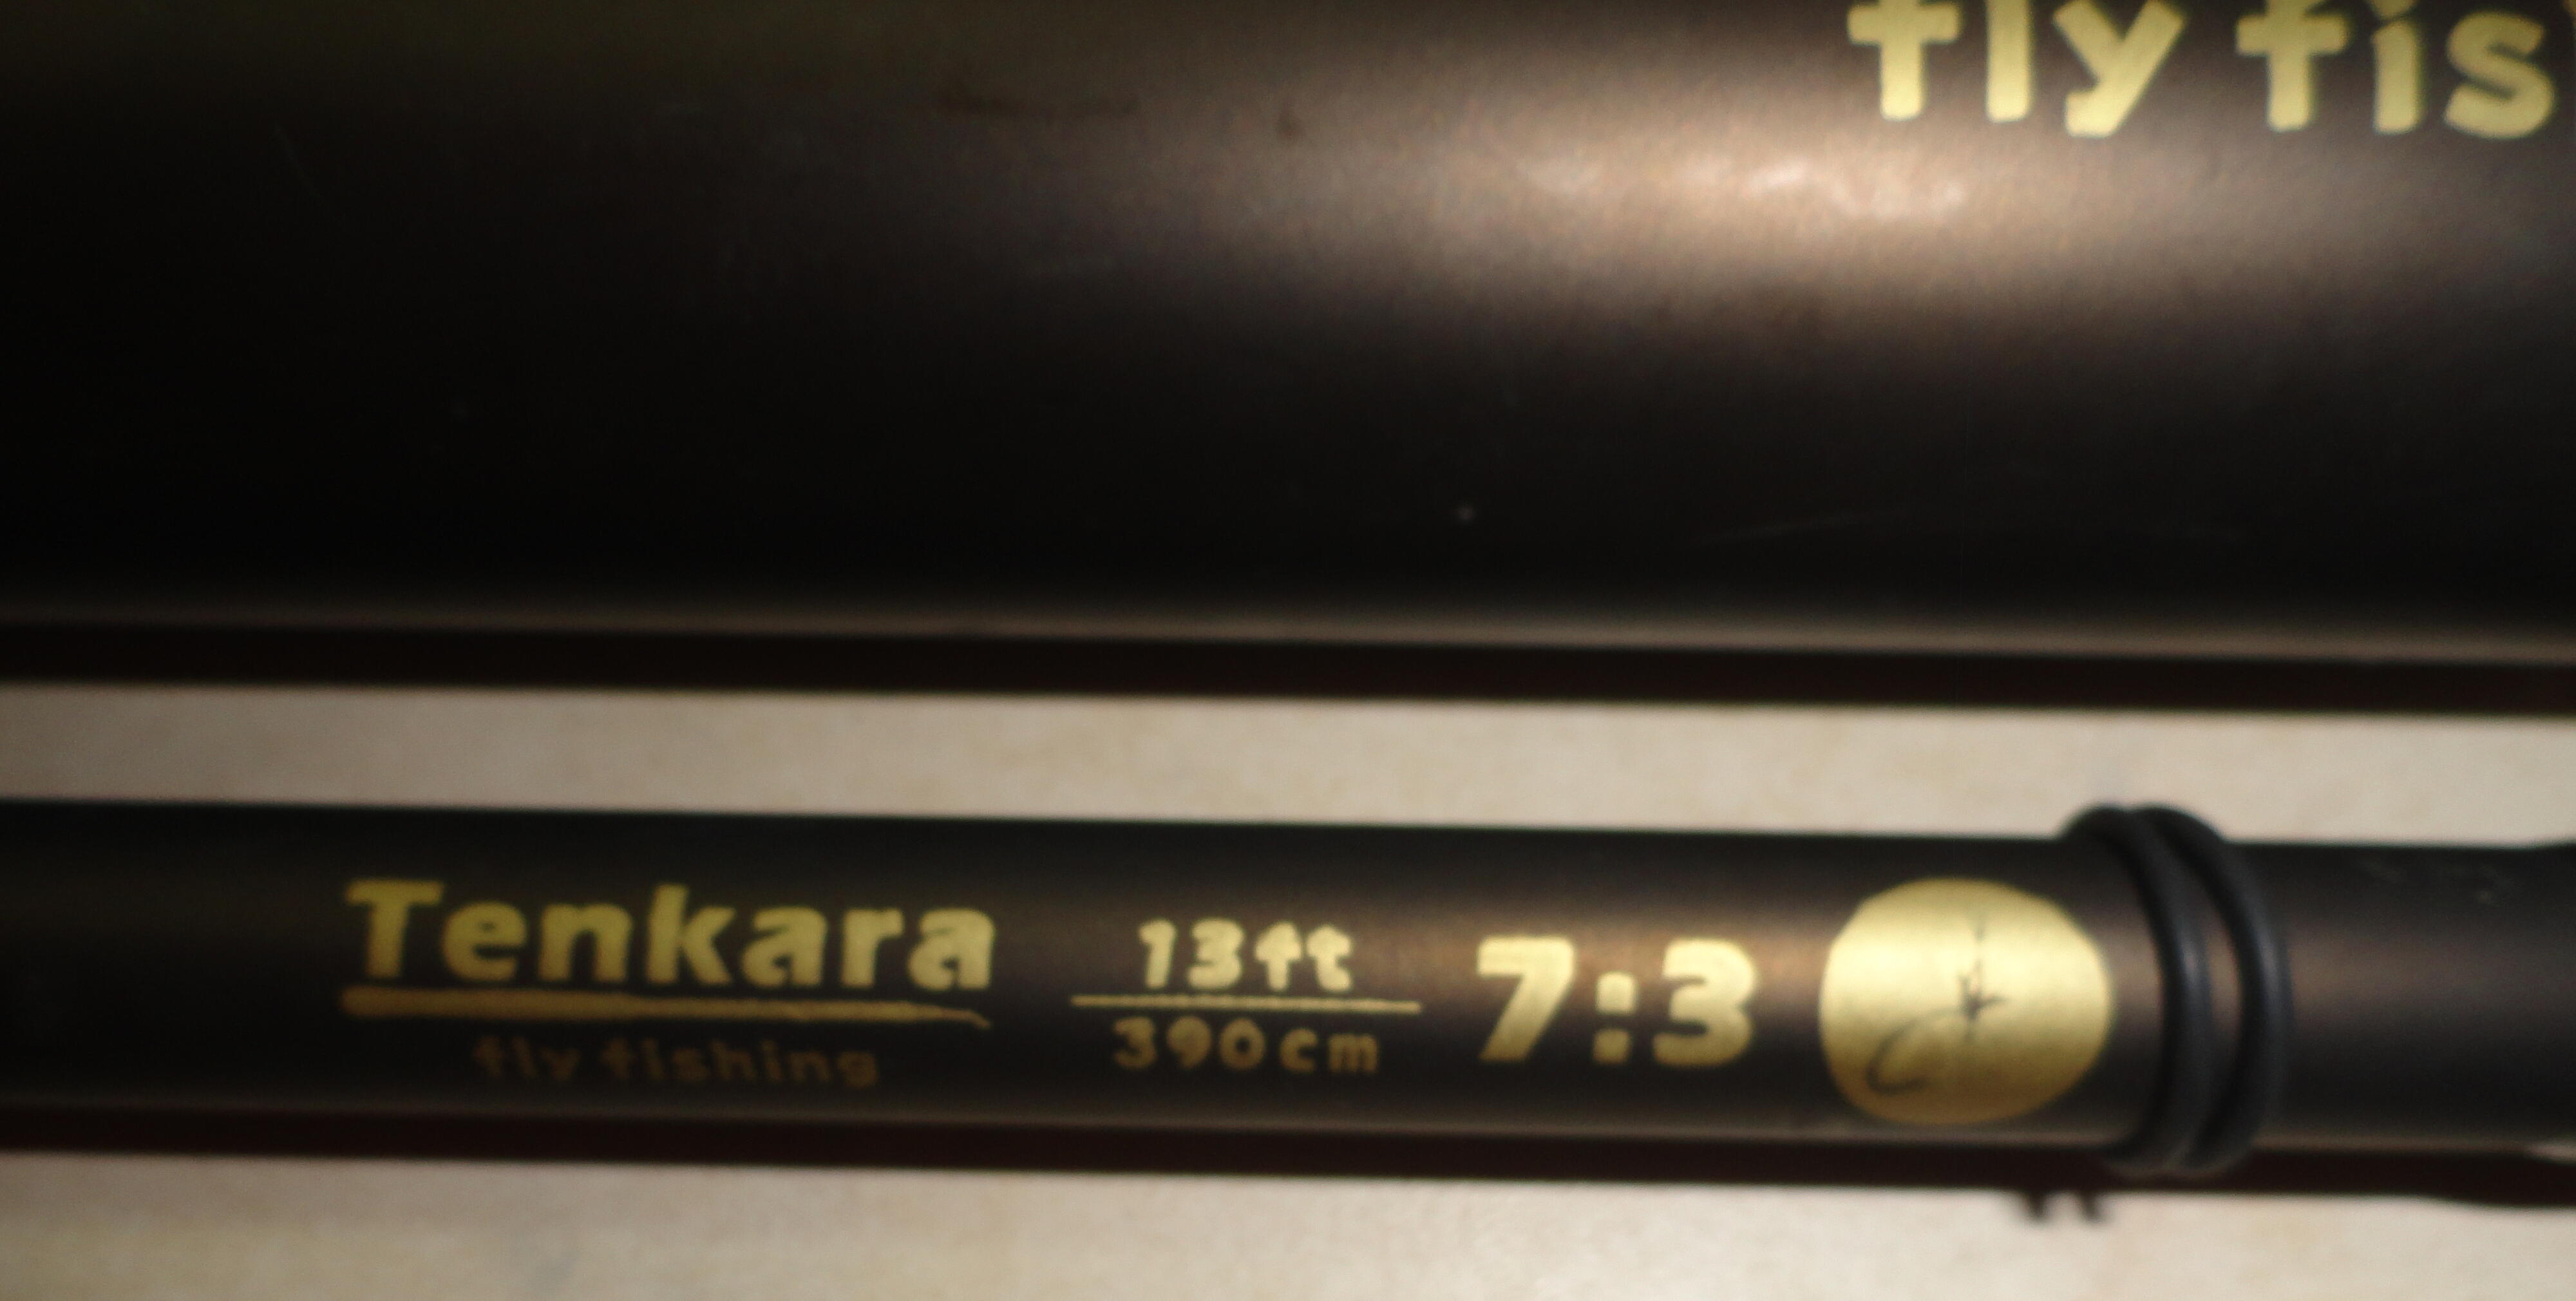 fly fis
Tenkara
fly fishing
13ft
390cm
7:3